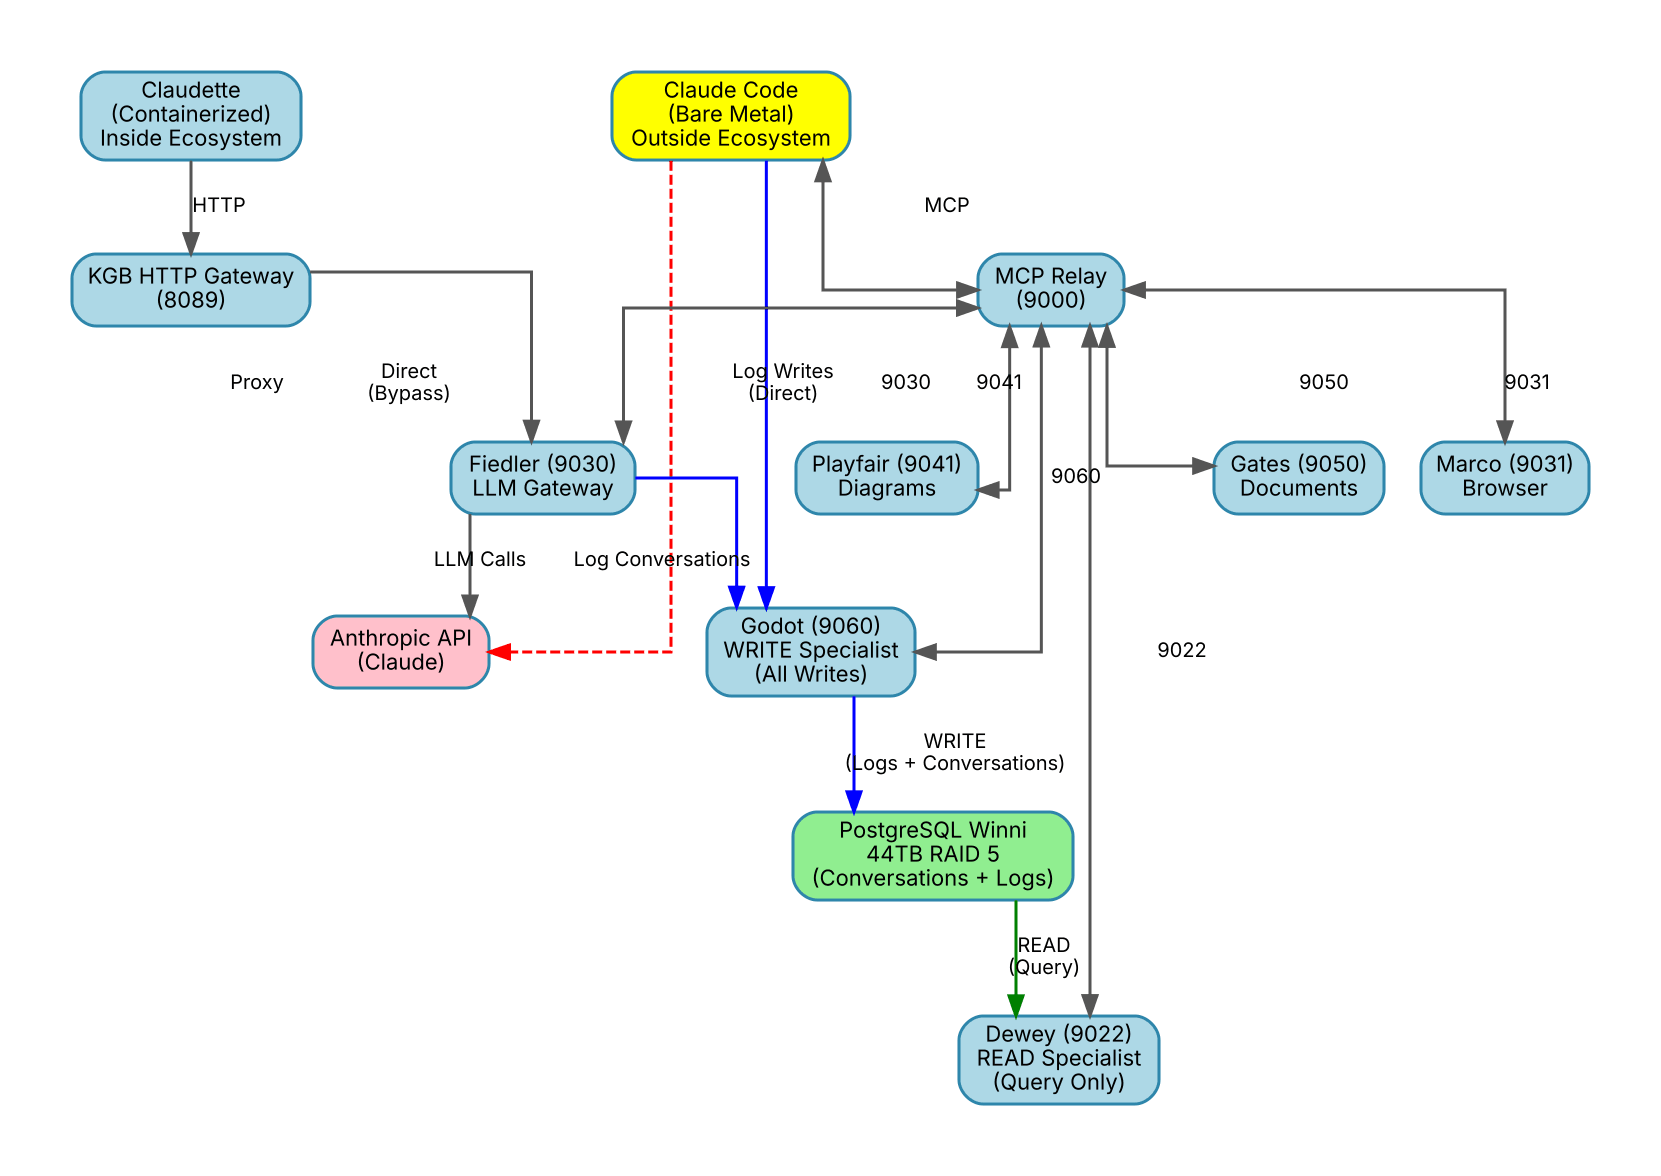 Claudette
(Containerized)
Inside Ecosystem
Claude Code
(Bare Metal)
Outside Ecosystem
HTTP
MCP
KGB HTTP Gateway
(8089)
MCP Relay
(9000)
Proxy
Direct
(Bypass)
Log Writes
(Direct)
9030
9041
9050
9031
Fiedler (9030)
LLM Gateway
Playfair (9041)
Diagrams
9060
Gates (9050)
Documents
Marco (9031)
Browser
LLM Calls
Log Conversations
Anthropic API
(Claude)
Godot (9060)
WRITE Specialist
(All Writes)
9022
WRITE
(Logs + Conversations)
PostgreSQL Winni
44TB RAID 5
(Conversations + Logs)
READ
(Query)
Dewey (9022)
READ Specialist
(Query Only)